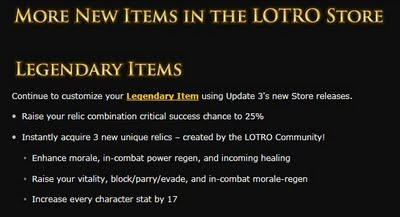 More New Items in the LOTRO Store
Legendary Items
Continue to customize your Legendary Item using Update 3's new Store releases.
• Raise your relic combination critical success chance to 25%
• Instantly acquire 3 new unique relics – created by the LOTRO Community!
• Enhance morale, in-combat power regen, and incoming healing
• Raise your vitality, block/parry/evade, and in-combat morale-regen
• Increase every character stat by 17